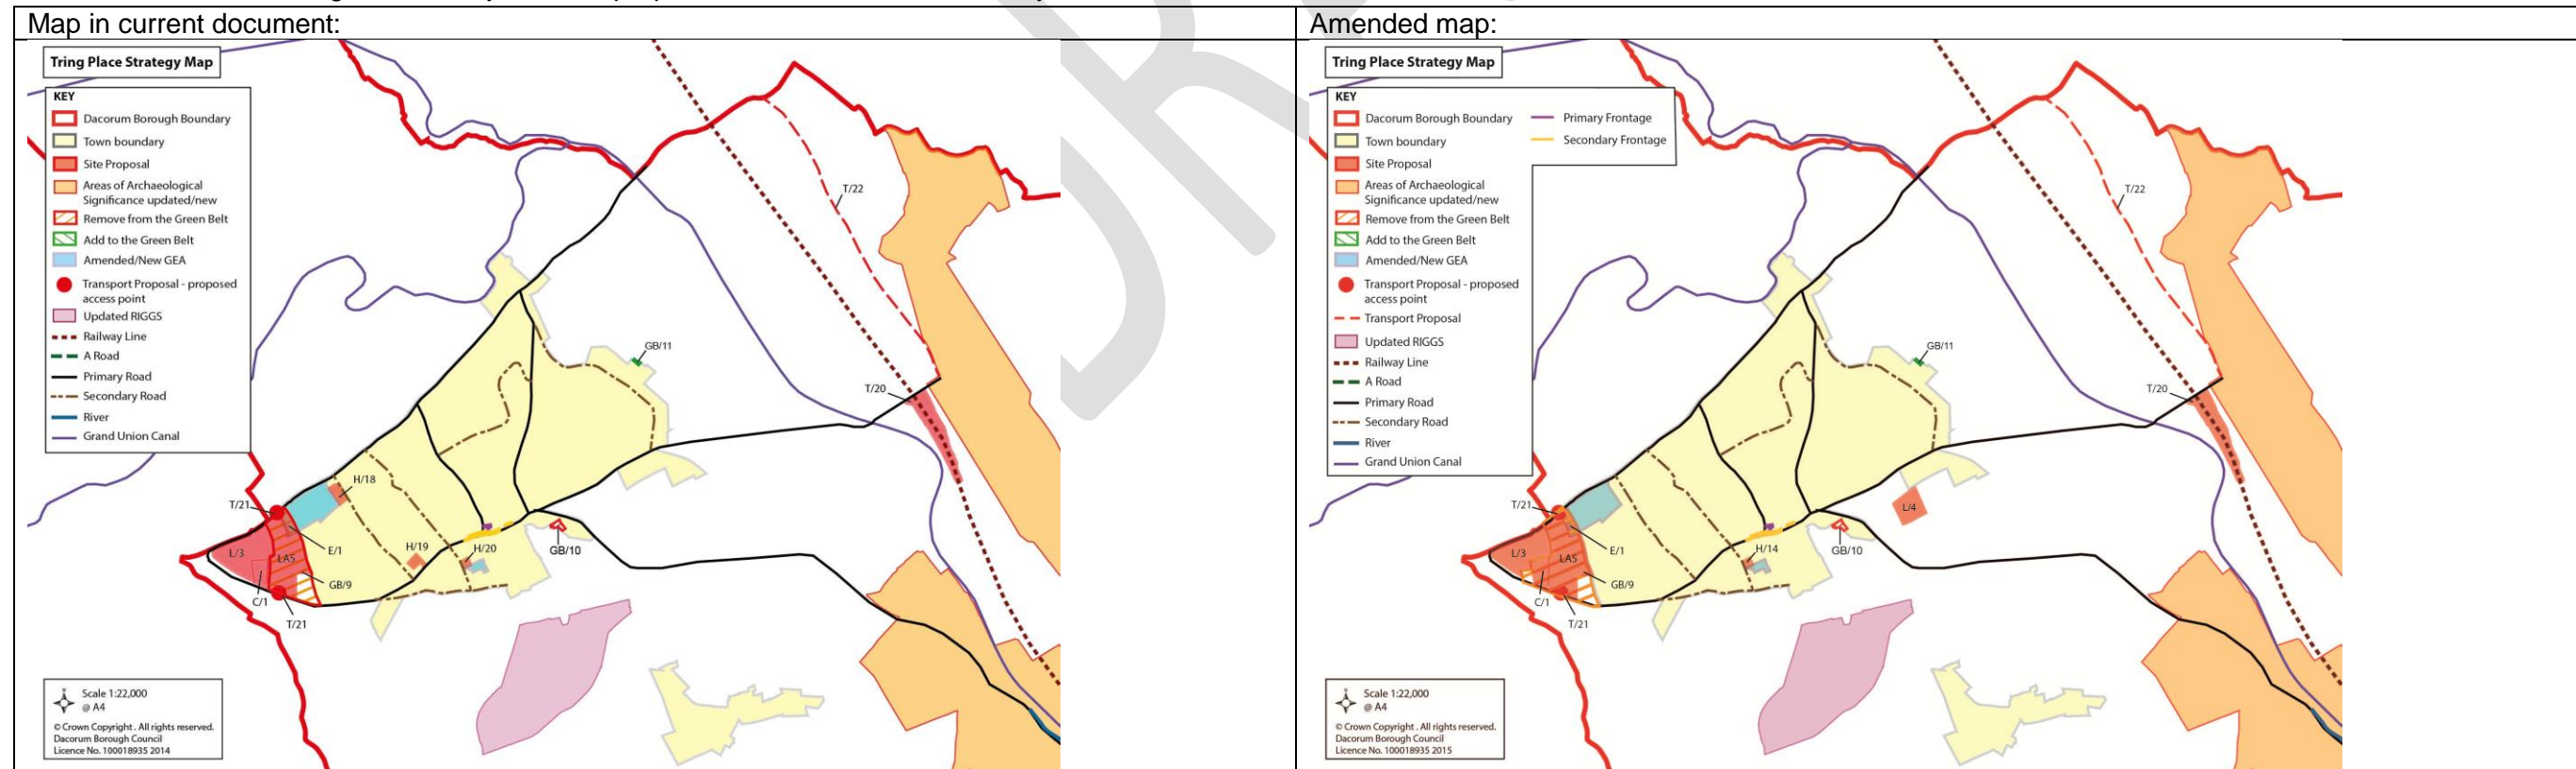 Map in current document:
Tring Place Strategy Map
KEY
Dacorum Borough Boundary
Town boundary
Site Proposal
Areas of Archaeological
Significance updated/new
Remove from the Green Belt
Add to the Green Belt
Amended/New GEA
Transport Proposal - proposed
access point
Updated RIGGS
Railway Line
A Road
Primary Road
Secondary Road
River
Grand Union Canal
T/22
GB/11
T/20
H/18
T/21
L/3
LA5
E/1
H/19
H/20
GB/10
GB/9
C/1
T/21
Scale 1:22,000
@ A4
© Crown Copyright . All rights reserved.
Dacorum Borough Council
Licence No. 100018935 2014
Amended map:
Tring Place Strategy Map
KEY
Dacorum Borough Boundary
Town boundary
Site Proposal
Areas of Archaeological
Significance updated/new
Remove from the Green Belt
Add to the Green Belt
Amended/New GEA
Transport Proposal - proposed
access point
Transport Proposal
Updated RIGGS
Railway Line
A Road
Primary Road
Secondary Road
River
Grand Union Canal
Primary Frontage
Secondary Frontage
T/22
GB/11
T/20
T/21
L/4
L/3
LA5
E/1
H/14
GB/10
GB/9
C/1
T/21
Scale 1:22,000
@ A4
© Crown Copyright . All rights reserved.
Dacorum Borough Council
Licence No. 100018935 2015